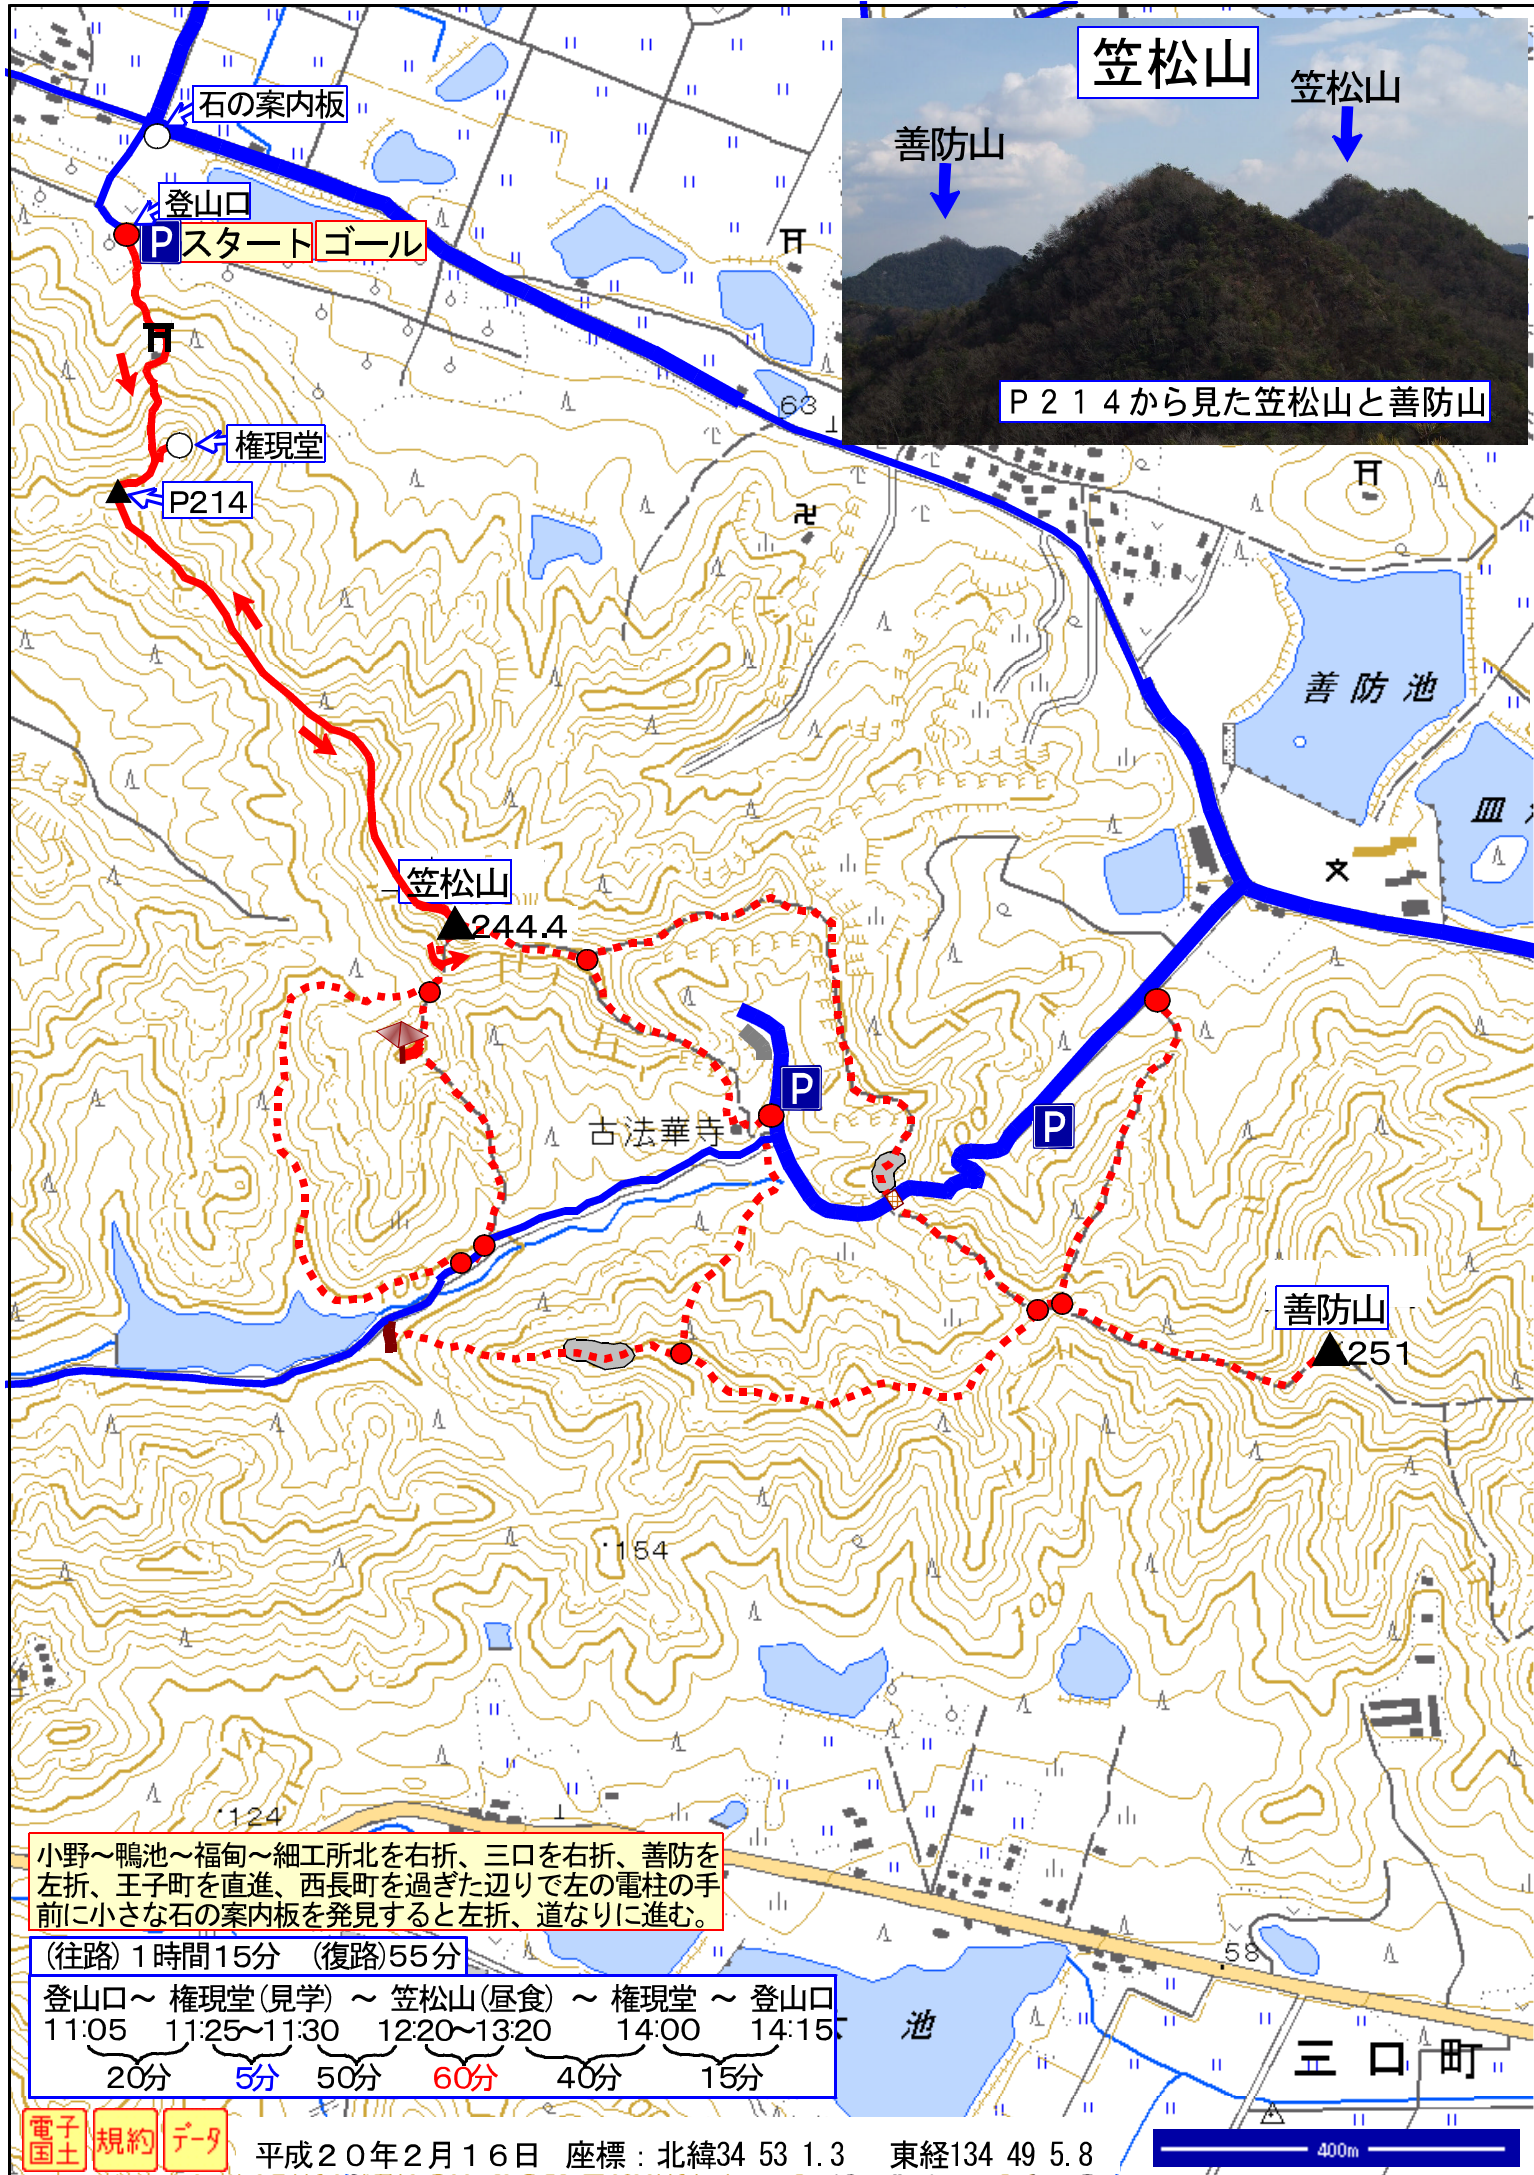 笠松山
笠松山
善防山
P214から見た笠松山と善防山
石の案内板
登山口
P スタート ゴール
63
権現堂
P214
善防池
皿
笠松山
244.4
P
古法華寺
P
100
善防山
251
154
100
124
小野~鴨池~福甸~細工所北を右折、三口を右折、善防を
左折、王子町を直進、西長町を過ぎた辺りで左の電柱の手
前に小さな石の案内板を発見すると左折、道なりに進む。
58
(往路)1時間15分 (復路)55分
登山口~ 権現堂(見学) ~ 笠松山(昼食) ~ 権現堂 ~ 登山口
11:05 11:25~11:30 12:20~13:20 14:00 14:15
20分 5分 50分 60分 40分 15分
池
三口町
電子国土 規約 データ
平成20年2月16日 座標:北緯34 53 1.3 東経134 49 5.8
400m